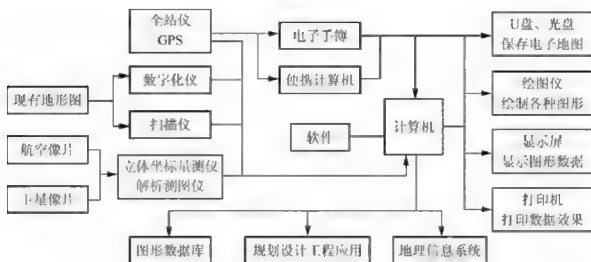 全站仪
GPS
电子手簿
U盘、光盘
保存电子地图
数字化仪
便携计算机
现有地形图
绘图仪
绘制各种图形
扫描仪
软件
计算机
航空像片
显示屏
显示图形数据
立体坐标量测仪
解析测图仪
卫星像片
打印机
打印数据效果
图形数据库
规划设计工程应用
地理信息系统